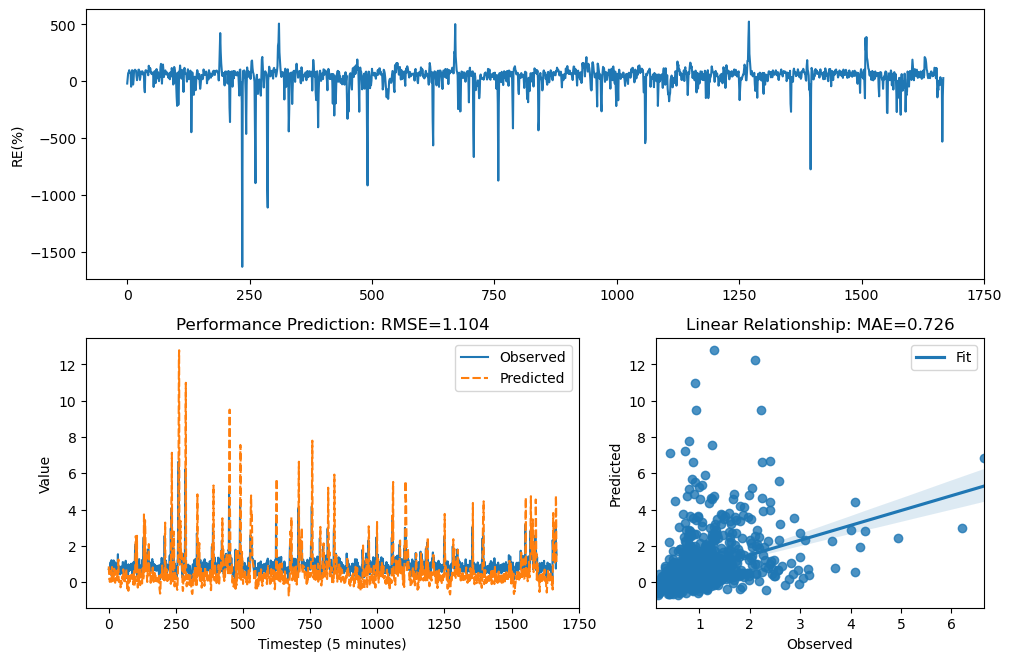 500
0
−500
−1000
−1500
RE(%)
0 250 500 750 1000 1250 1500 1750
Performance Prediction: RMSE=1.104
Observed
Predicted
12
10
8
6
4
2
0
Value
0 250 500 750 1000 1250 1500 1750
Timestep (5 minutes)
Linear Relationship: MAE=0.726
Fit
12
10
8
6
4
2
0
Predicted
1 2 3 4 5 6
Observed